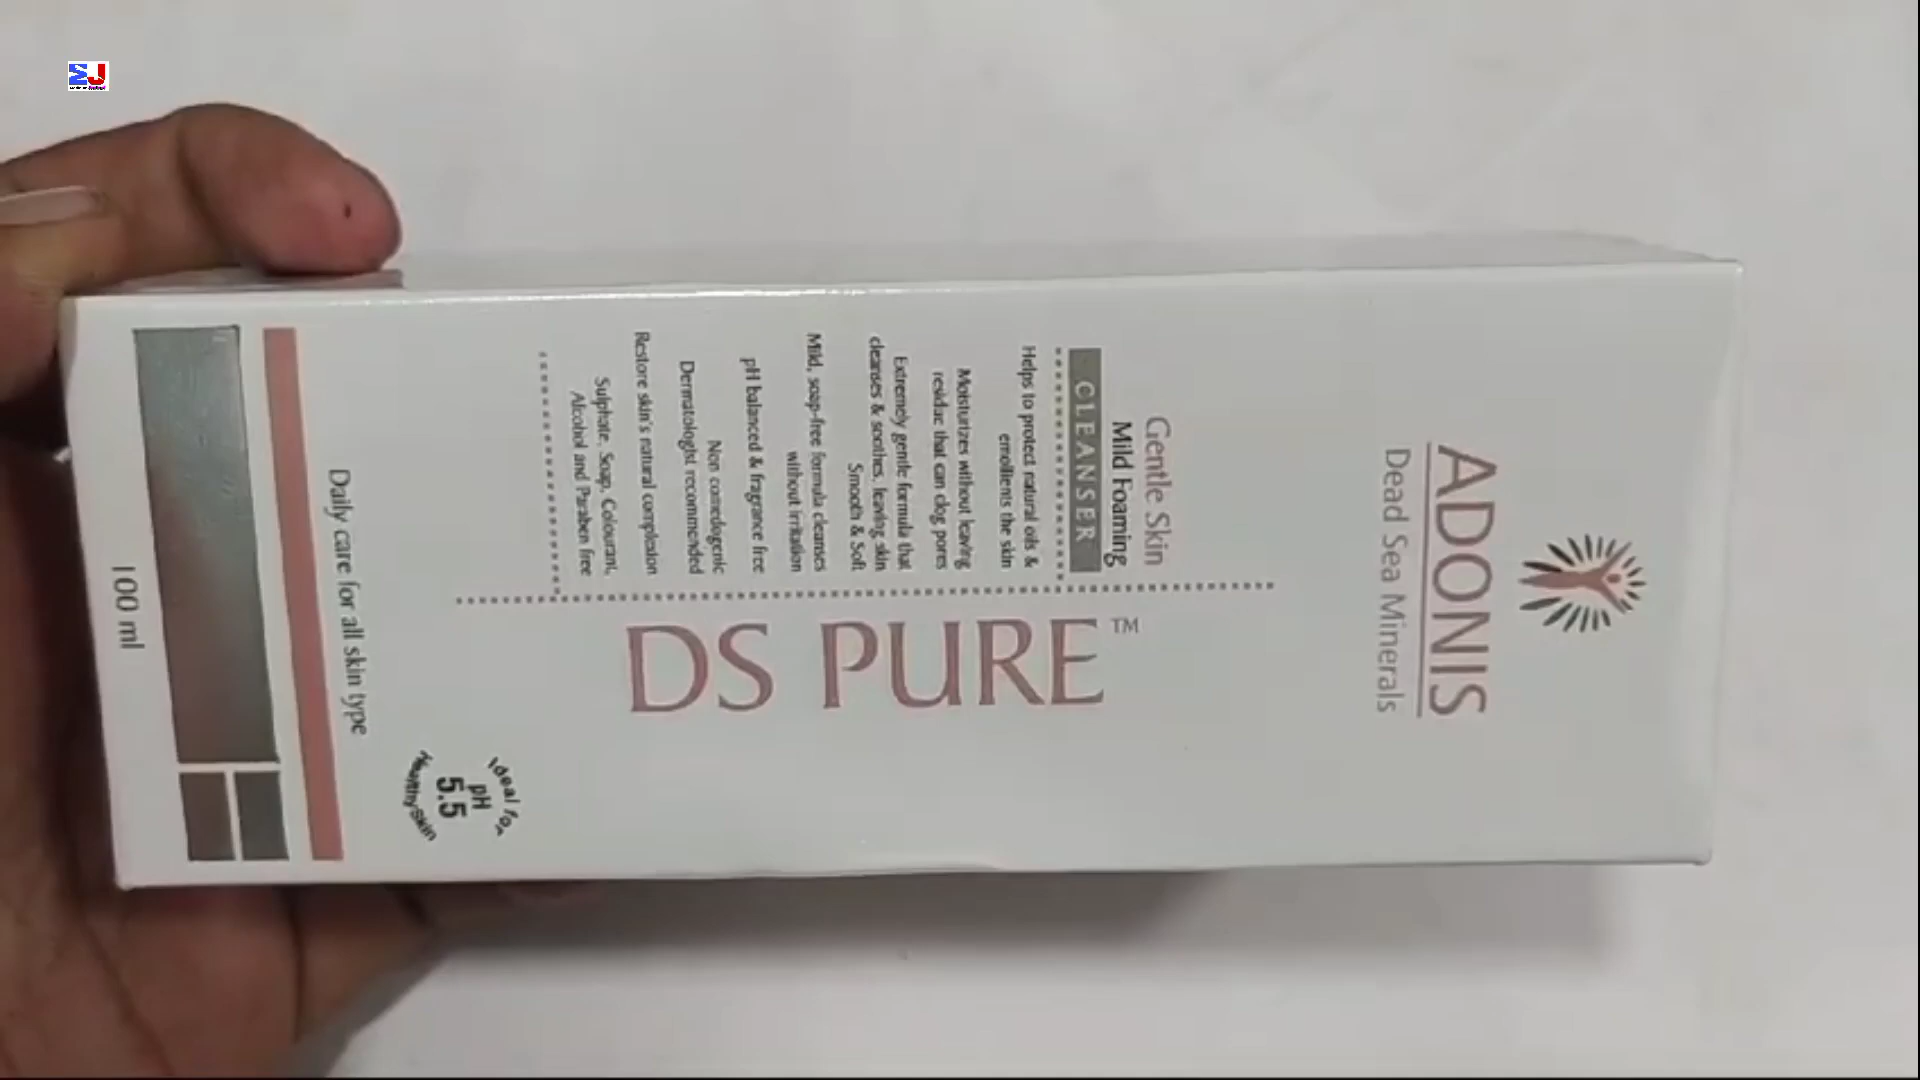 ADONIS
Dead Sea Minerals
Gentle Skin
Mild Foaming
CLEANSER
Helps to protect natural oils &
emollients the skin
Moisturizes without leaving
residue that can clog pores
Extremely gentle formula that
cleanses & soothes, leaving skin
Smooth & Soft
Mild, soap-free formula cleanses
without irritation
pH balanced & fragrance free
Non comedogenic
Dermatologist recommended
Restore skin's natural complexion
Sulphate, Soap, Colourant,
Alcohol and Paraben free
DS PURE™
Ideal for
pH
5.5
Healthy Skin
Daily care for all skin type
100 ml